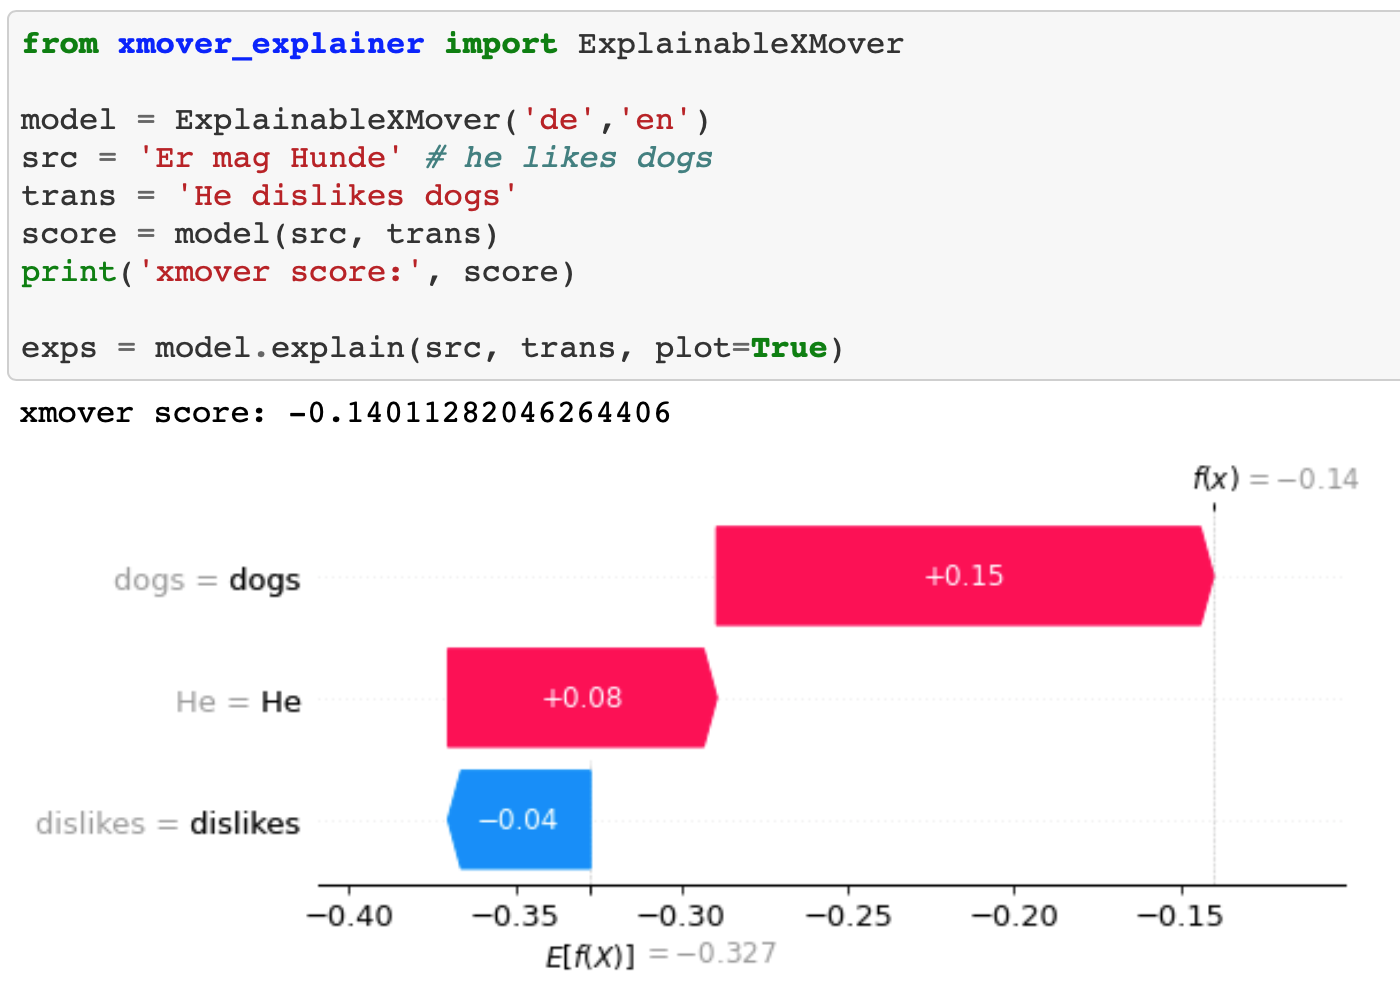 from xmover_explainer import ExplainableXMover
model = ExplainableXMover('de','en')
src = 'Er mag Hunde' # he likes dogs
trans = 'He dislikes dogs'
score = model(src, trans)
print('xmover score:', score)
exps = model.explain(src, trans, plot=True)
xmover score: -0.14011282046264406
f(x) = −0.14
dogs = dogs
+0.15
He = He
+0.08
dislikes = dislikes
−0.04
−0.40 −0.35 −0.30 −0.25 −0.20 −0.15
E[f(X)] = −0.327